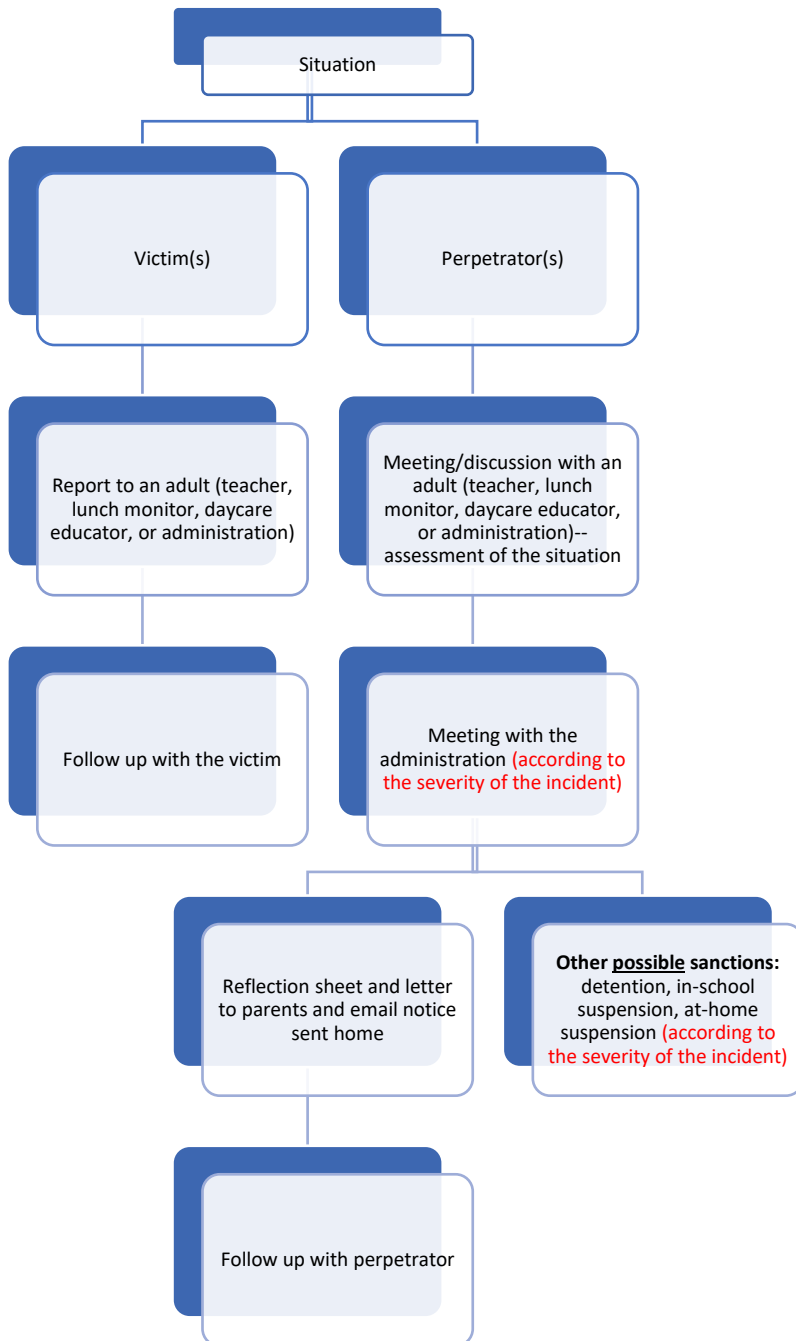 Situation
Victim(s)
Perpetrator(s)
Report to an adult (teacher,
lunch monitor, daycare
educator, or administration)
Meeting/discussion with an
adult (teacher, lunch
monitor, daycare educator,
or administration)--
assessment of the situation
Follow up with the victim
Meeting with the
administration (according to
the severity of the incident)
Reflection sheet and letter
to parents and email notice
sent home
Other possible sanctions:
detention, in-school
suspension, at-home
suspension (according to
the severity of the incident)
Follow up with perpetrator